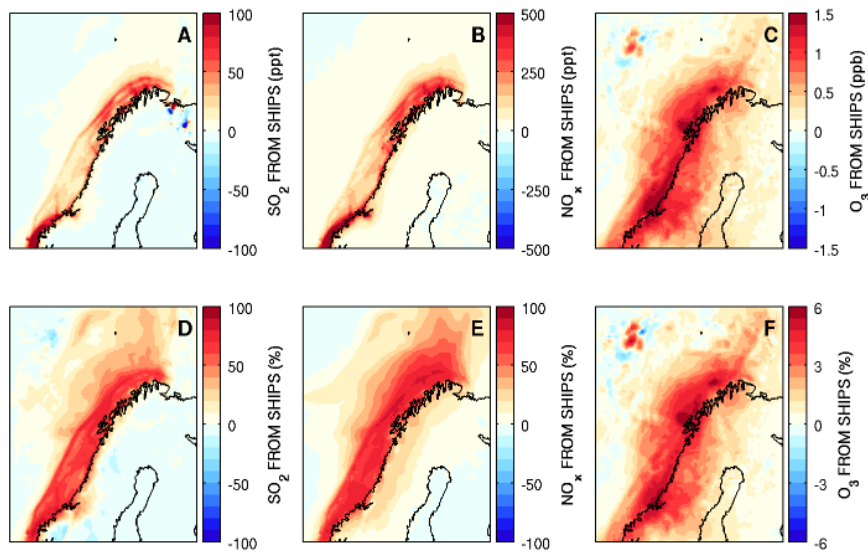 A
100
50
0
-50
-100
SO2 FROM SHIPS (ppt)
B
500
250
0
-250
-500
NOx FROM SHIPS (ppt)
C
1.5
1
0.5
0
-0.5
-1
-1.5
O3 FROM SHIPS (ppb)
D
100
50
0
-50
-100
SO2 FROM SHIPS (%)
E
100
50
0
-50
-100
NOx FROM SHIPS (%)
F
6
3
0
-3
-6
O3 FROM SHIPS (%)